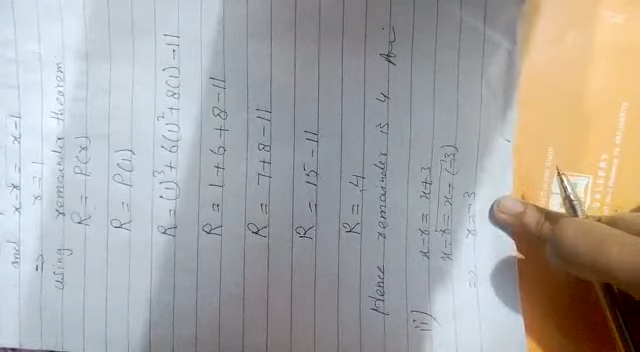 and x-r = x-1
⇒ r = 1
using remainder theorem:
R = P(r)
R = P(1)
R = (1)³ + 6(1)² + 8(1) - 11
R = 1 + 6 + 8 - 11
R = 7 + 8 - 11
R = 15 - 11
R = 4
Hence remainder is 4 Ans
ii) x-r = x+3
x-r = x-(-3)
⇒ r = -3